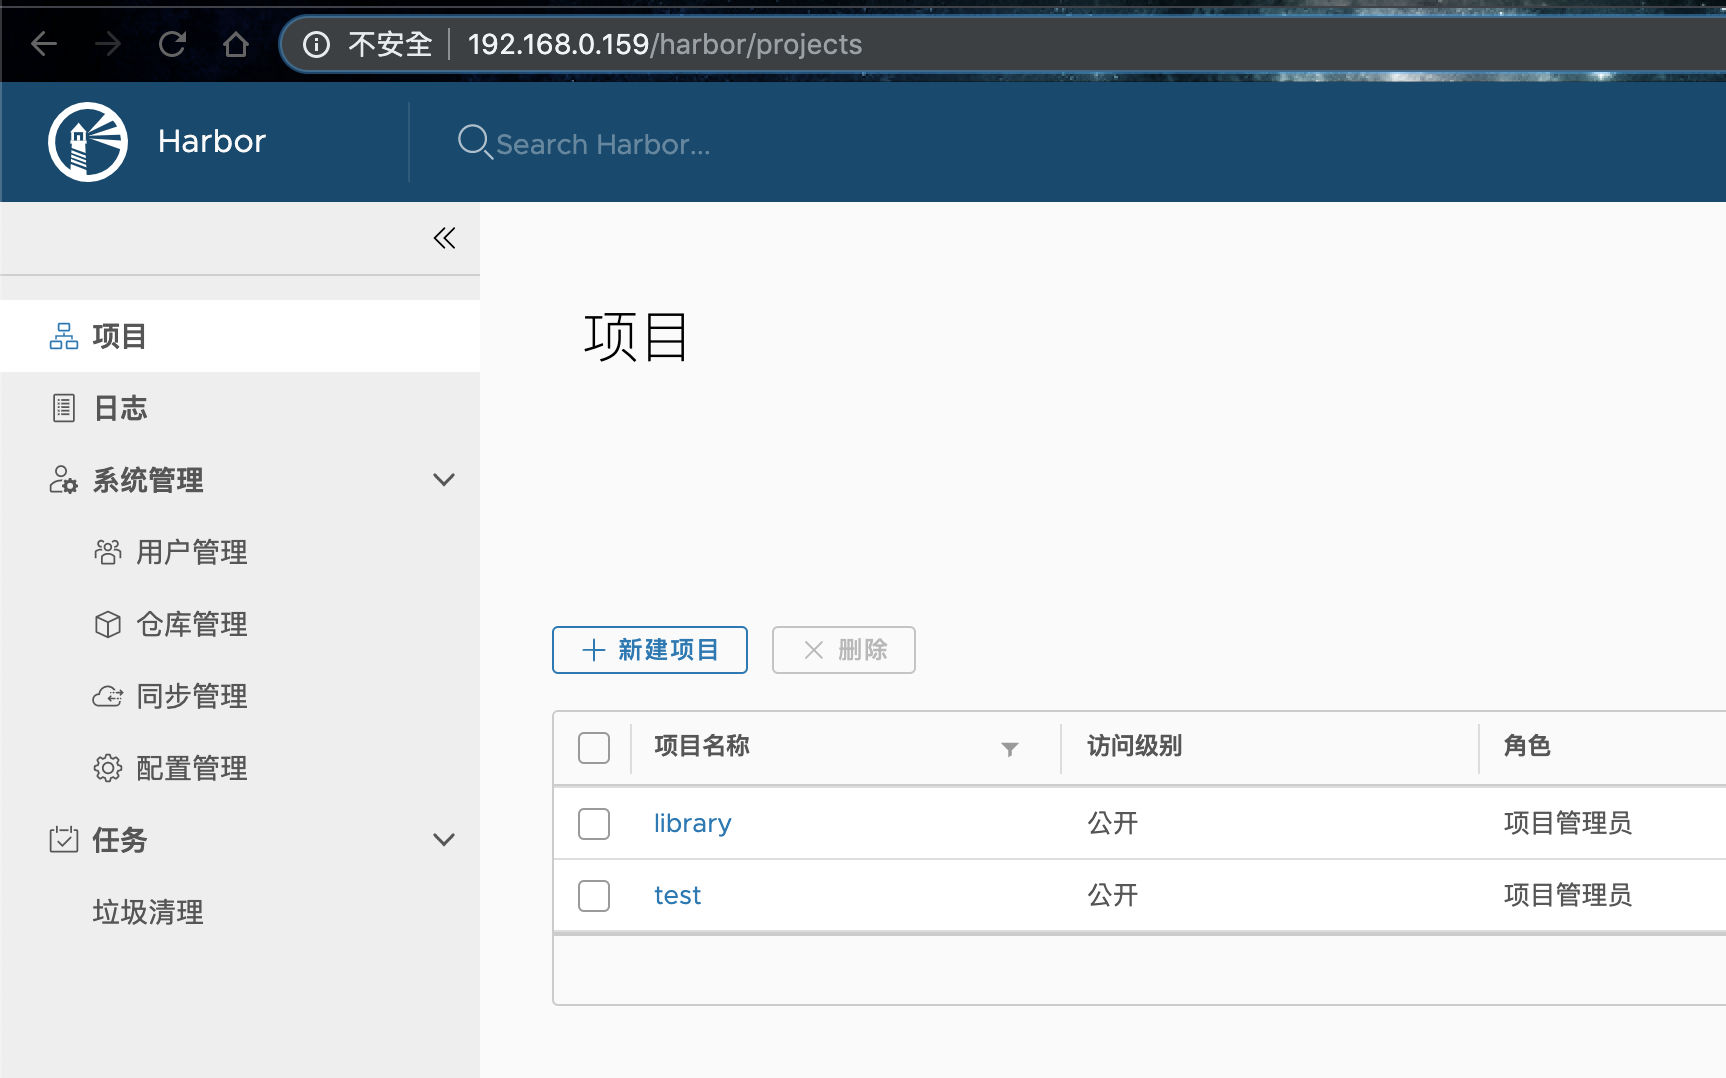 不安全 192.168.0.159/harbor/projects
Harbor
Search Harbor...
项目
日志
系统管理
用户管理
仓库管理
同步管理
配置管理
任务
垃圾清理
项目
新建项目 删除
项目名称 访问级别 角色
library 公开 项目管理员
test 公开 项目管理员